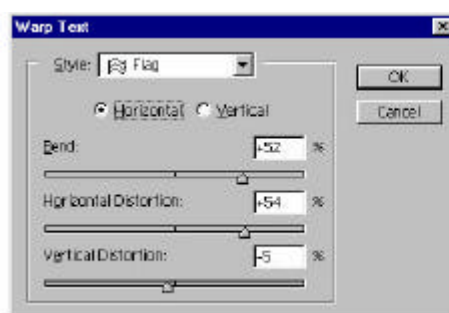 Warp Text
Style: Flag
OK
Horizontal Vertical
Cancel
Bend: +52 %
Horizontal Distortion: +54 %
Vertical Distortion: -5 %